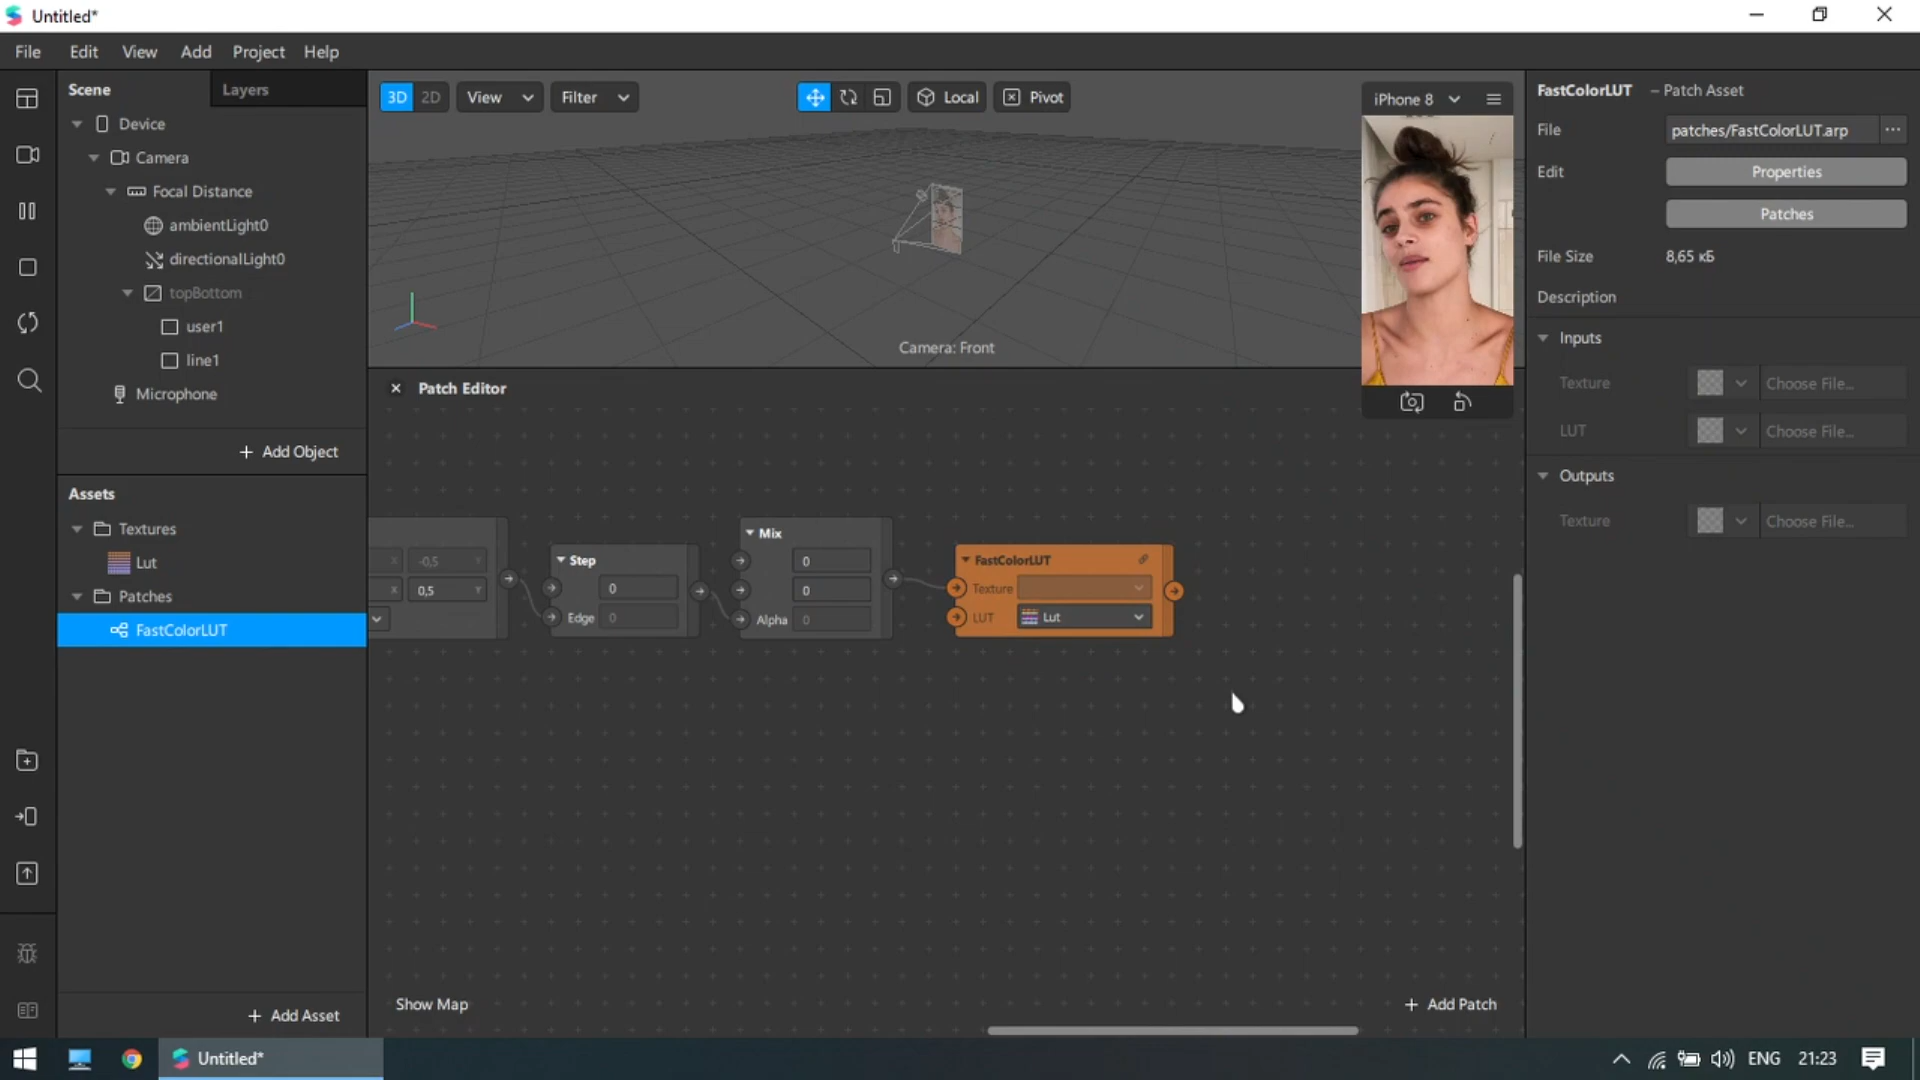 Untitled*
File Edit View Add Project Help
Scene Layers
Device
Camera
Focal Distance
ambientLight0
directionalLight0
topBottom
user1
line1
Microphone
+ Add Object
Assets
Textures
Lut
Patches
FastColorLUT
+ Add Asset
3D 2D View Filter Local Pivot
Camera: Front
iPhone 8
Patch Editor
X -0,5 Y
X 0,5 Y
Step
0
Edge 0
Mix
0
0
Alpha 0
FastColorLUT
Texture
LUT Lut
Show Map
+ Add Patch
FastColorLUT – Patch Asset
File patches/FastColorLUT.arp ...
Edit Properties
Patches
File Size 8,65 кБ
Description
Inputs
Texture Choose File...
LUT Choose File...
Outputs
Texture Choose File...
Untitled*
ENG 21:23